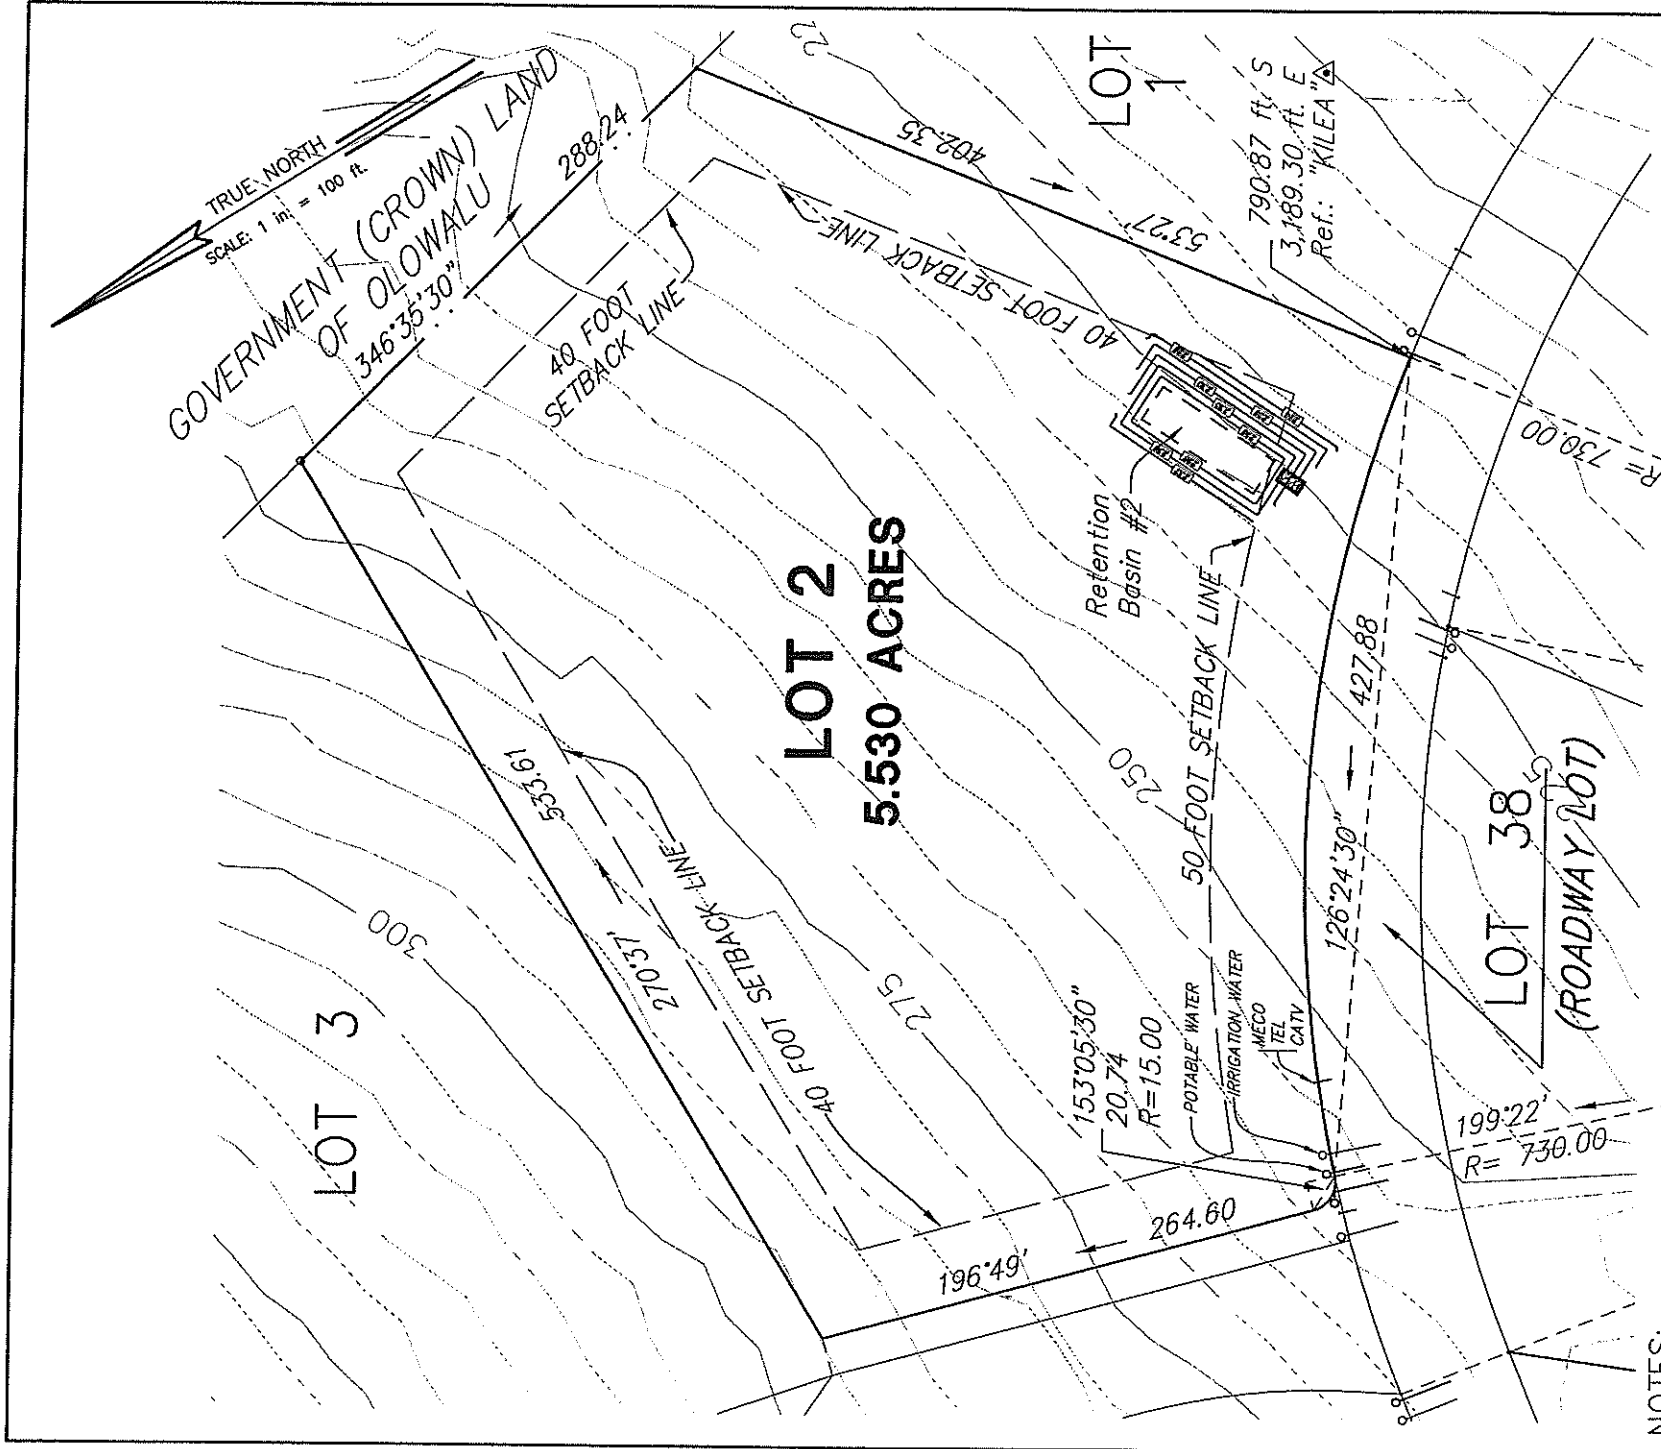 TRUE NORTH
SCALE: 1 in. = 100 ft.
GOVERNMENT (CROWN) LAND
OF OLOWALU
346°35'30"
288.24
22
LOT
1
402.35
53°27'
790.87 ft. S
3,189.30 ft. E
Ref.: "KILEA"
40 FOOT
SETBACK LINE
40 FOOT SETBACK LINE
Retention
Basin #2
LOT 2
5.530 ACRES
533.61
270°37'
40 FOOT SETBACK LINE
LOT 3
300
275
250
50 FOOT SETBACK LINE
427.88
126°24'30"
R= 730.00
153°05'30"
20.74
R=15.00
POTABLE WATER
IRRIGATION WATER
MECO
TEL
CATV
196°49'
264.60
199°22'
R= 730.00
LOT 38
(ROADWAY LOT)
NOTES: